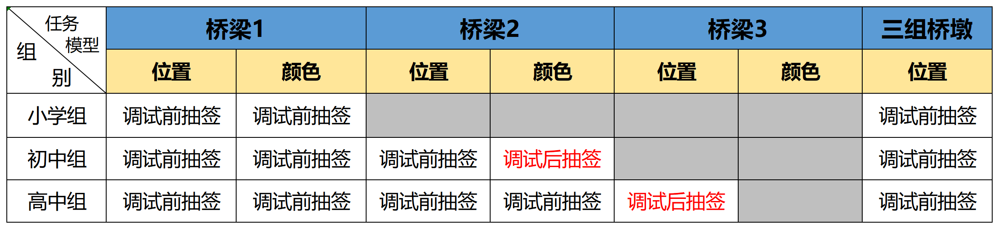 任务
模型
组
别
桥梁1 桥梁2 桥梁3 三组桥墩
位置 颜色 位置 颜色 位置 颜色 位置
小学组 调试前抽签 调试前抽签 调试前抽签
初中组 调试前抽签 调试前抽签 调试前抽签 调试后抽签 调试前抽签
高中组 调试前抽签 调试前抽签 调试前抽签 调试前抽签 调试后抽签 调试前抽签